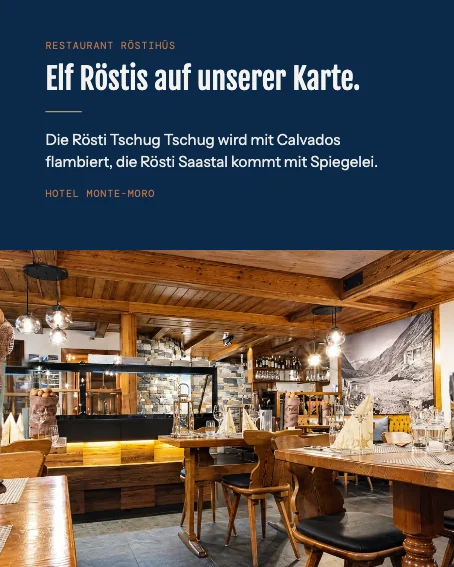 RESTAURANT RÖSTIHÜS
Elf Röstis auf unserer Karte.
Die Rösti Tschug Tschug wird mit Calvados
flambiert, die Rösti Saastal kommt mit Spiegelei.
HOTEL MONTE-MORO